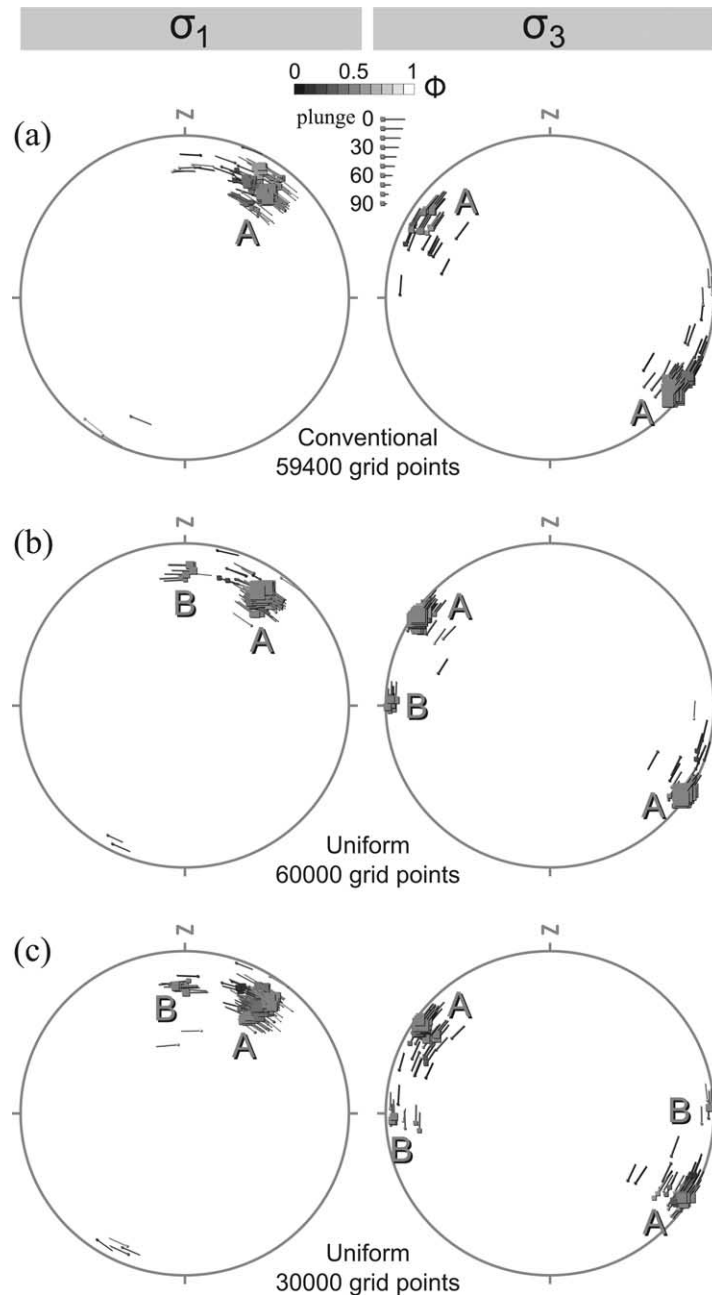 σ1 σ3
0 0.5 1 Φ
(a) N plunge 0 N
30
60
90
A A
A
Conventional
59400 grid points
(b) N N
B A A
B
A
Uniform
60000 grid points
(c) N N
B A A
B B
A
Uniform
30000 grid points